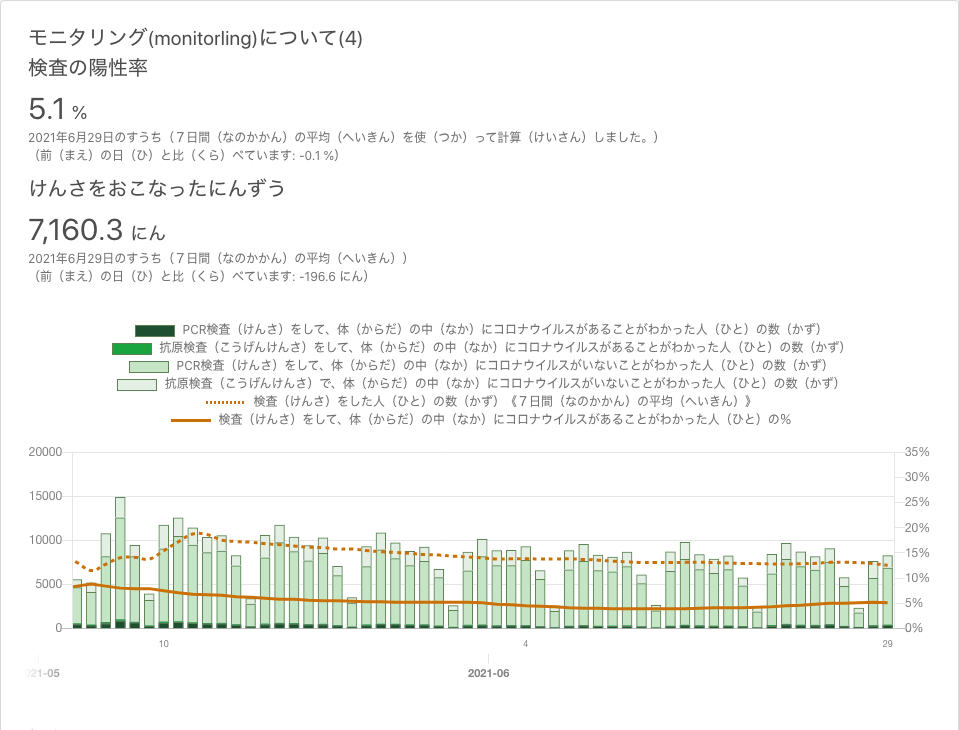 モニタリング(monitorling)について(4)
検査の陽性率
5.1 %
2021年6月29日のすうち（７日間（なのかかん）の平均（へいきん）を使（つか）って計算（けいさん）しました。）
（前（まえ）の日（ひ）と比（くら）べています: -0.1 %）
けんさをおこなったにんずう
7,160.3 にん
2021年6月29日のすうち（７日間（なのかかん）の平均（へいきん））
（前（まえ）の日（ひ）と比（くら）べています: -196.6 にん）
PCR検査（けんさ）をして、体（からだ）の中（なか）にコロナウイルスがあることがわかった人（ひと）の数（かず）
抗原検査（こうげんけんさ）をして、体（からだ）の中（なか）にコロナウイルスがあることがわかった人（ひと）の数（かず）
PCR検査（けんさ）をして、体（からだ）の中（なか）にコロナウイルスがいないことがわかった人（ひと）の数（かず）
抗原検査（こうげんけんさ）で、体（からだ）の中（なか）にコロナウイルスがいないことがわかった人（ひと）の数（かず）
検査（けんさ）をした人（ひと）の数（かず）《７日間（なのかかん）の平均（へいきん）》
検査（けんさ）をして、体（からだ）の中（なか）にコロナウイルスがあることがわかった人（ひと）の％
20000 35%
30%
15000 25%
20%
10000 15%
10%
5000 5%
0 0%
10 4 29
21-05 2021-06